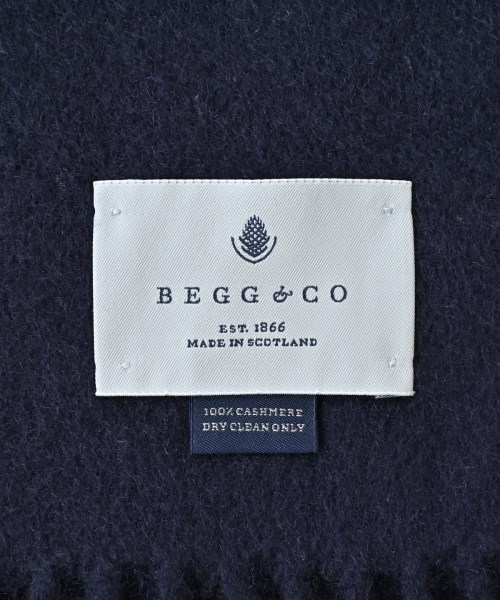 BEGG & CO
EST. 1866
MADE IN SCOTLAND
100% CASHMERE
DRY CLEAN ONLY